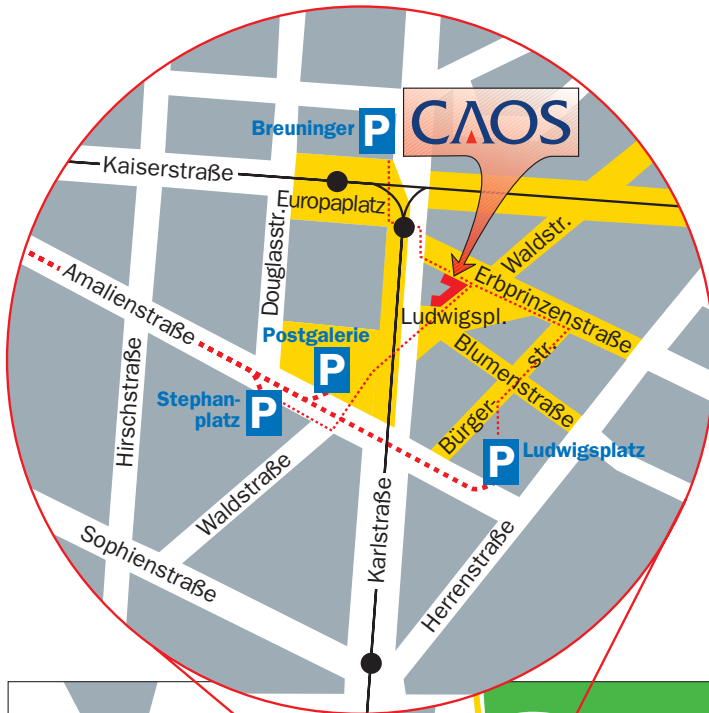 Breuninger P
CAOS
Kaiserstraße
Europaplatz
Waldstr.
Douglasstr.
Erbprinzenstraße
Amalienstraße
Ludwigspl.
Postgalerie
P
Blumenstraße
Hirschstraße
Stephan-
platz
P
Bürger-
str.
P Ludwigsplatz
Waldstraße
Karlstraße
Sophienstraße
Herrenstraße